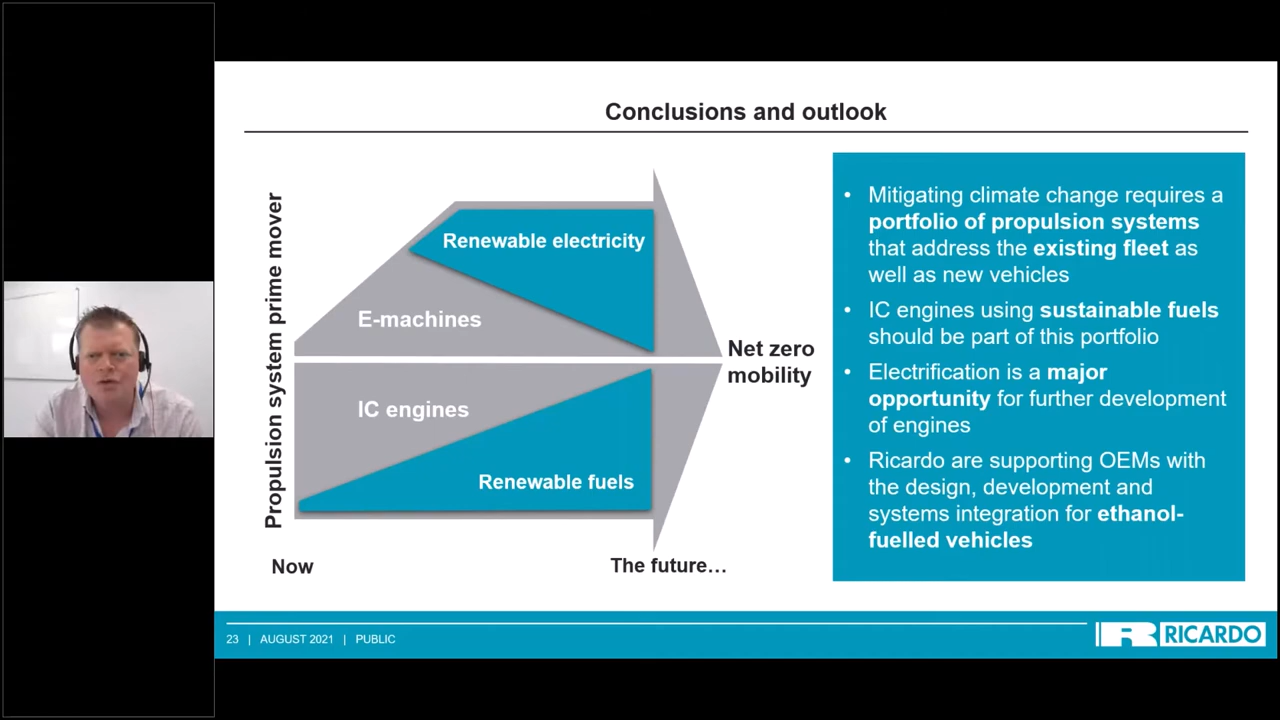 Conclusions and outlook
Propulsion system prime mover
Renewable electricity
E-machines
IC engines
Renewable fuels
Net zero
mobility
Now
The future…
• Mitigating climate change requires a
portfolio of propulsion systems
that address the existing fleet as
well as new vehicles
• IC engines using sustainable fuels
should be part of this portfolio
• Electrification is a major
opportunity for further development
of engines
• Ricardo are supporting OEMs with
the design, development and
systems integration for ethanol-
fuelled vehicles
23 | AUGUST 2021 | PUBLIC
RICARDO